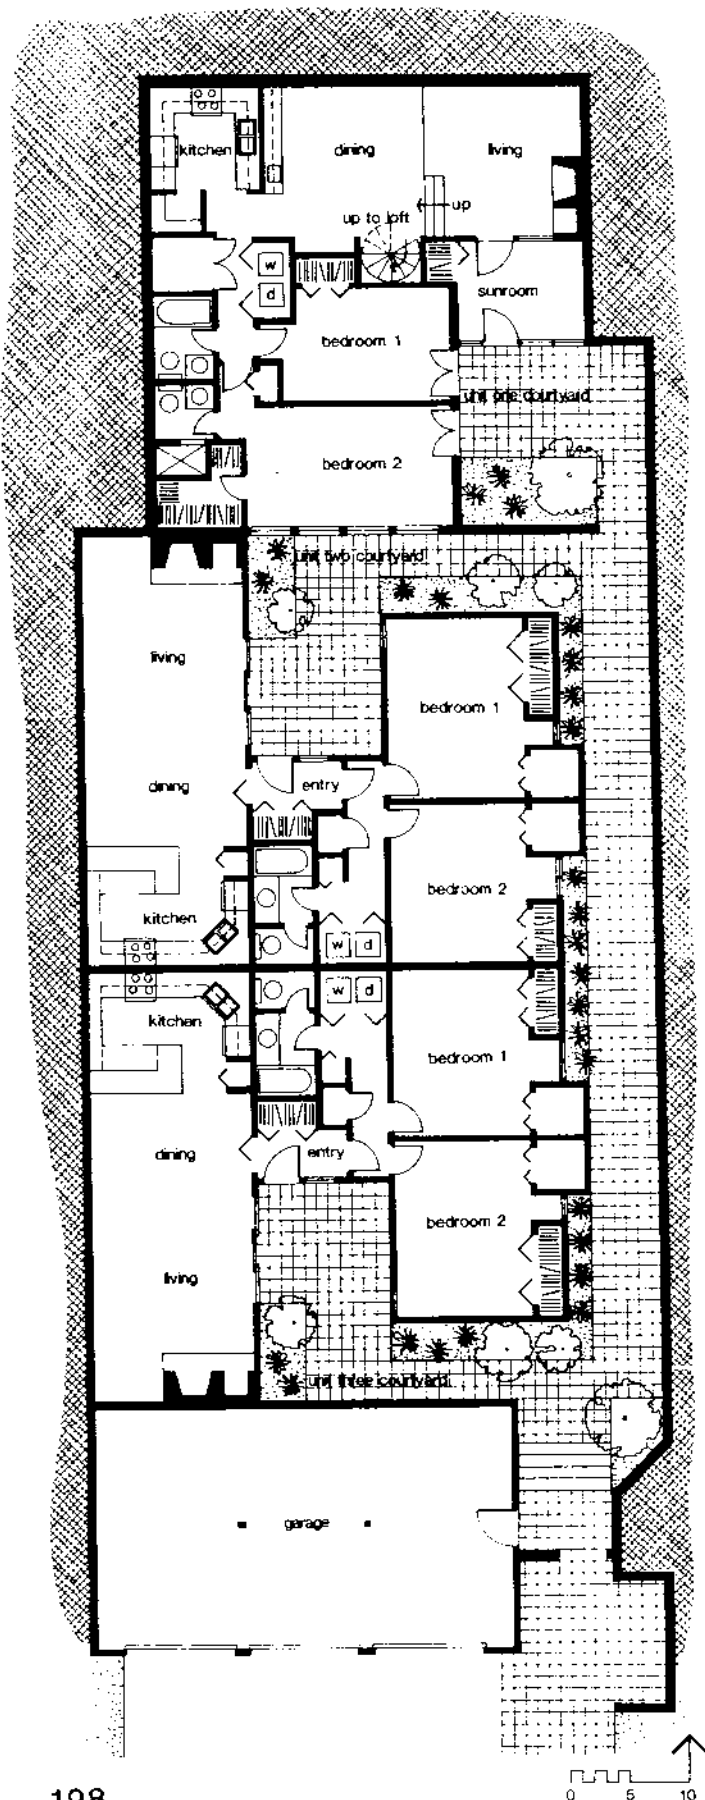 kitchen dining living
up
up to loft
w
d
sunroom
bedroom 1
unit one courtyard
bedroom 2
unit two courtyard
living
bedroom 1
dining
entry
bedroom 2
kitchen
w d
w d
kitchen
bedroom 1
dining
entry
bedroom 2
living
unit three courtyard
garage
198
0 5 10